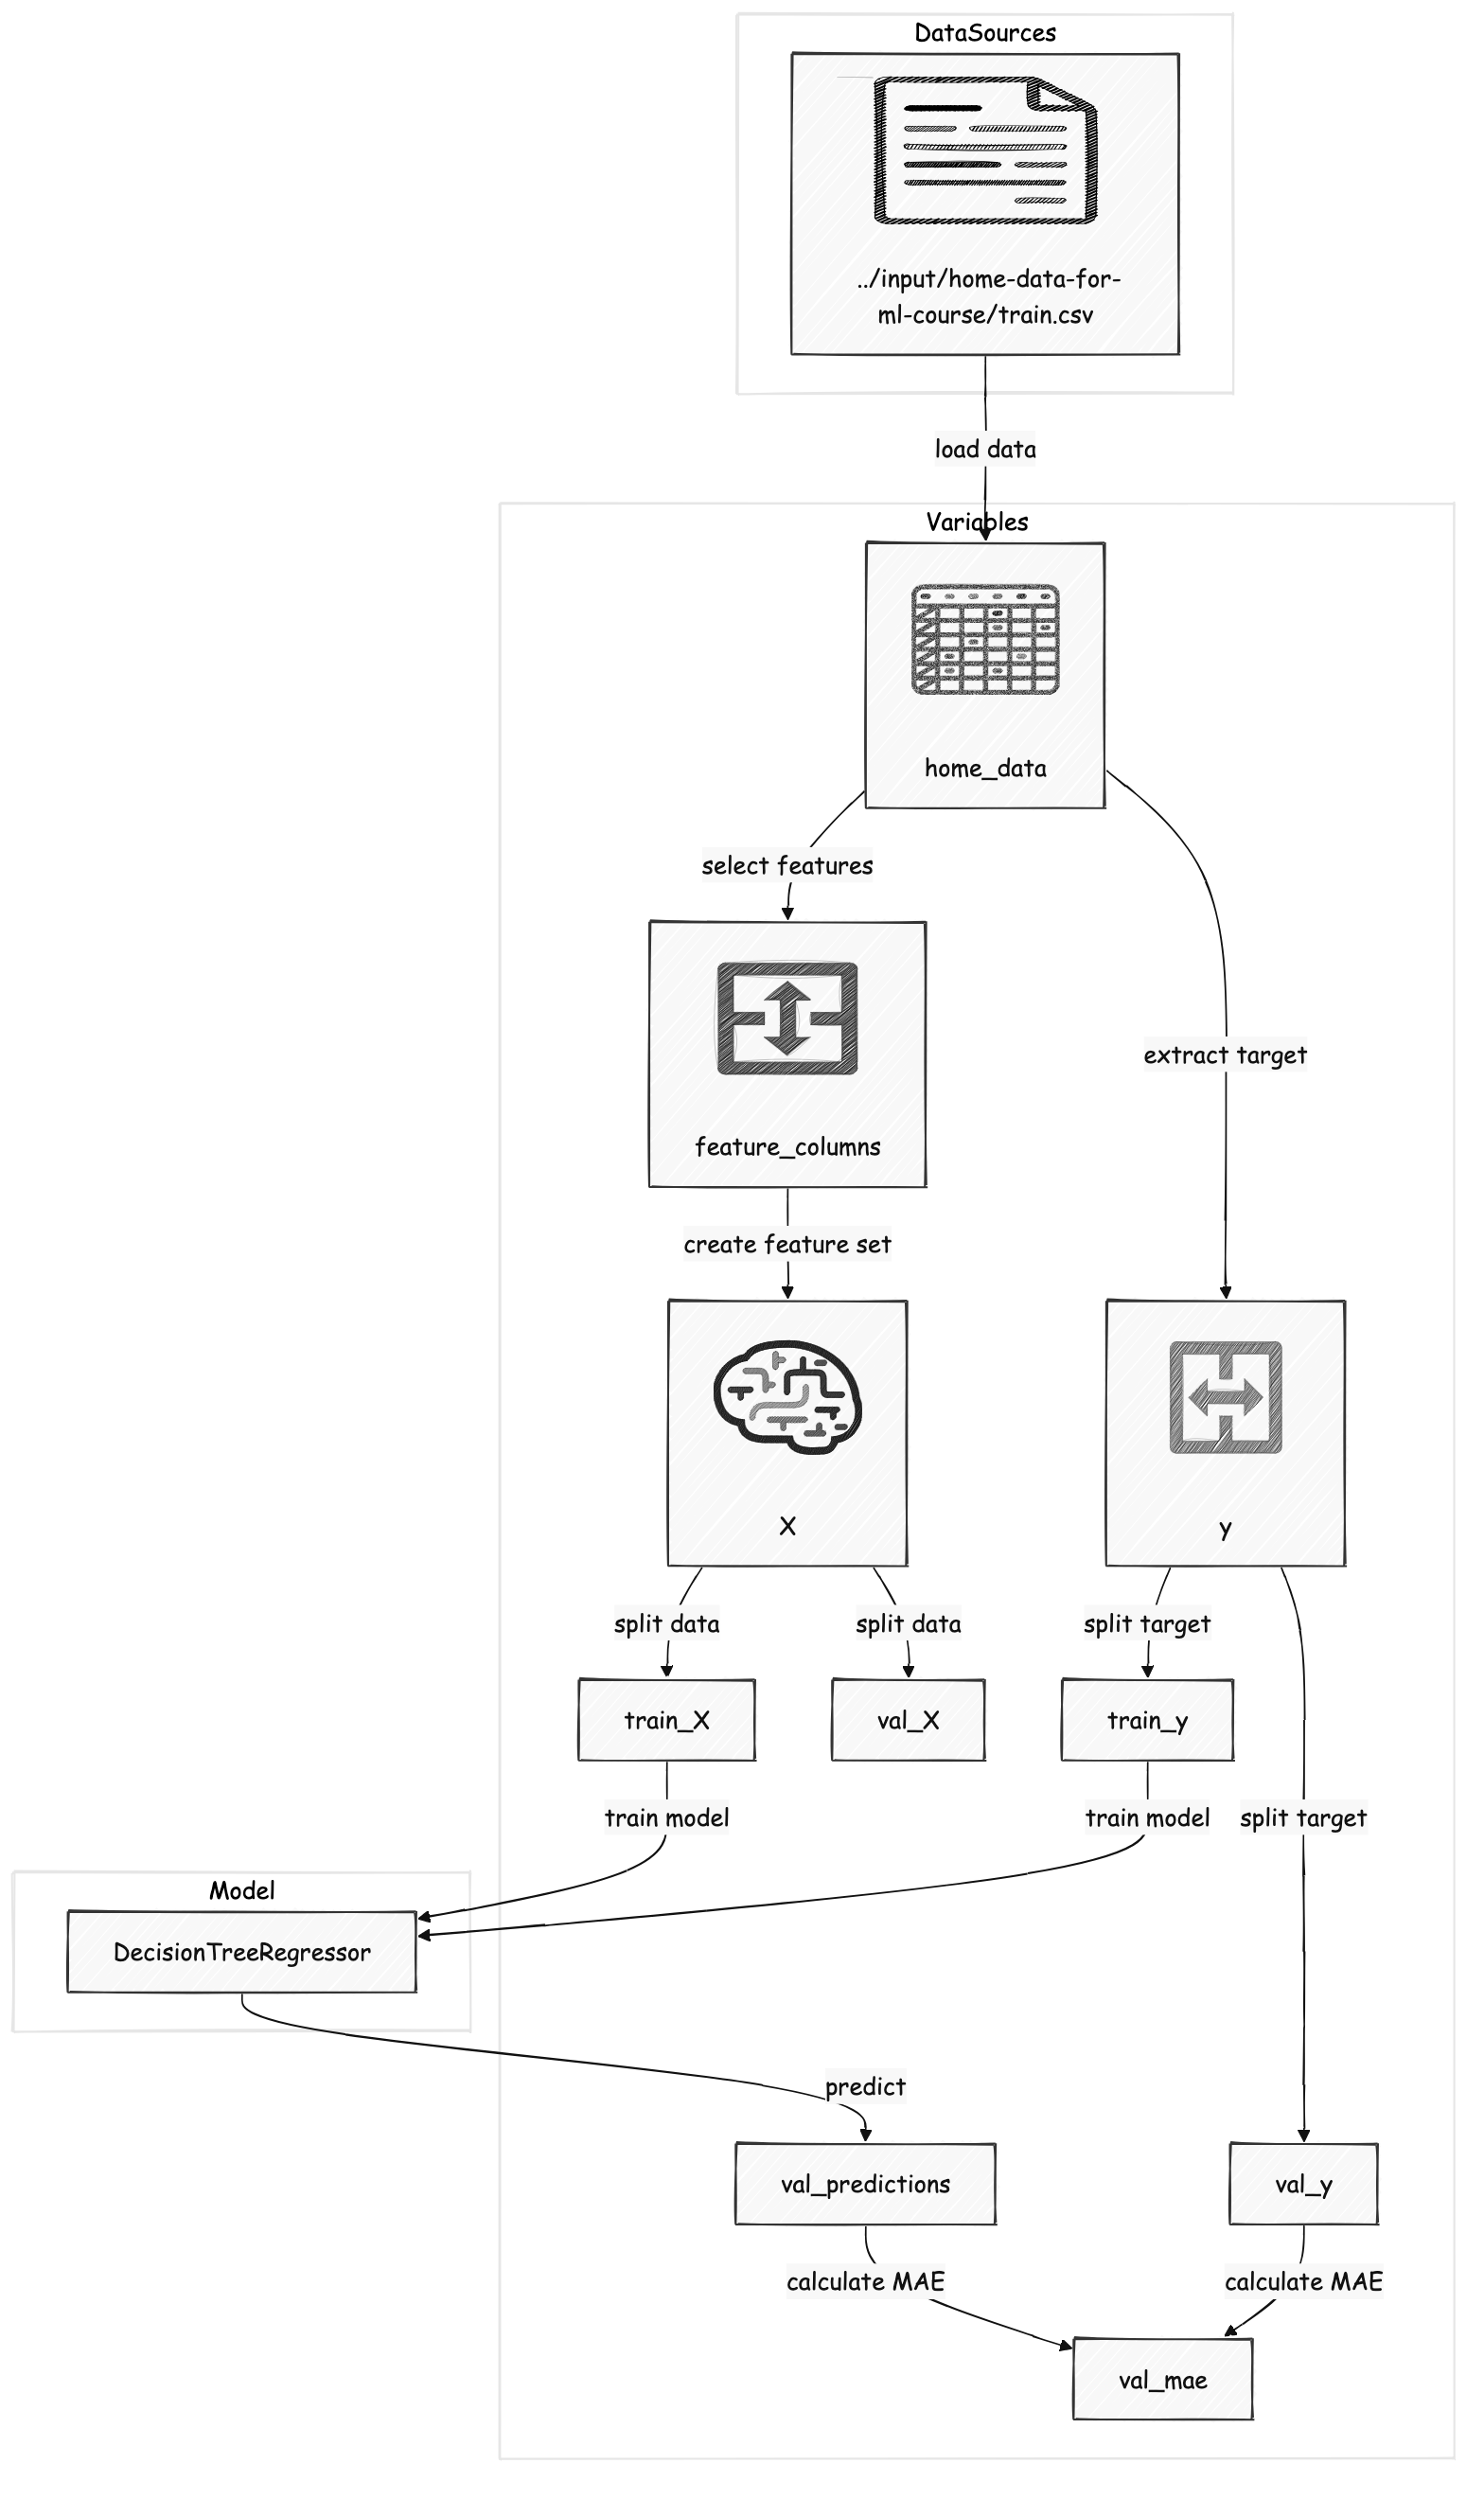 DataSources
../input/home-data-for-
ml-course/train.csv
load data
Variables
home_data
select features
extract target
feature_columns
create feature set
X
y
split data
split data
split target
train_X
val_X
train_y
train model
train model
split target
Model
DecisionTreeRegressor
predict
val_predictions
val_y
calculate MAE
calculate MAE
val_mae